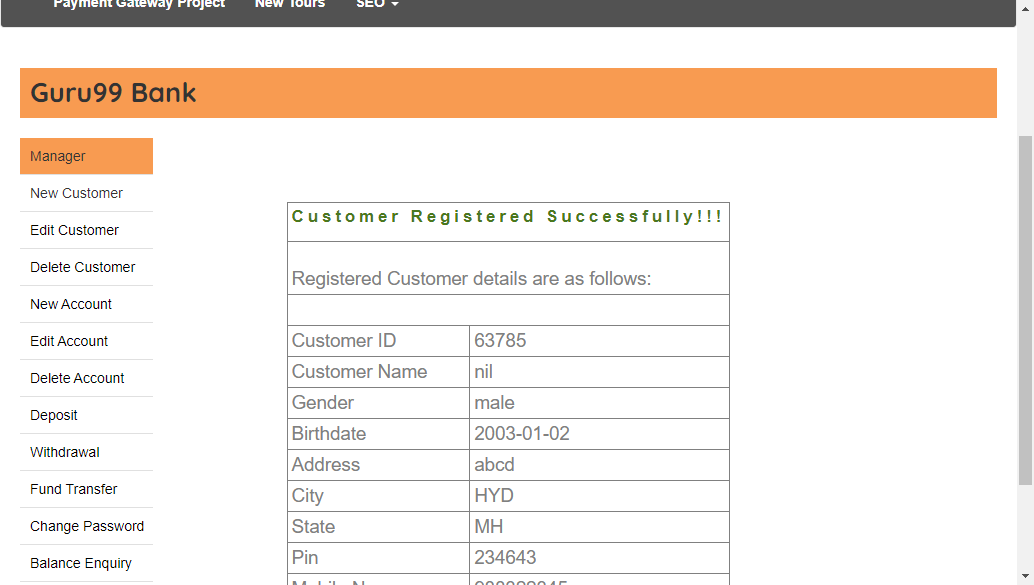 Payment Gateway Project New Tours SEO
Guru99 Bank
Manager
New Customer
Edit Customer
Delete Customer
New Account
Edit Account
Delete Account
Deposit
Withdrawal
Fund Transfer
Change Password
Balance Enquiry
Customer Registered Successfully!!!
Registered Customer details are as follows:
Customer ID 63785
Customer Name nil
Gender male
Birthdate 2003-01-02
Address abcd
City HYD
State MH
Pin 234643